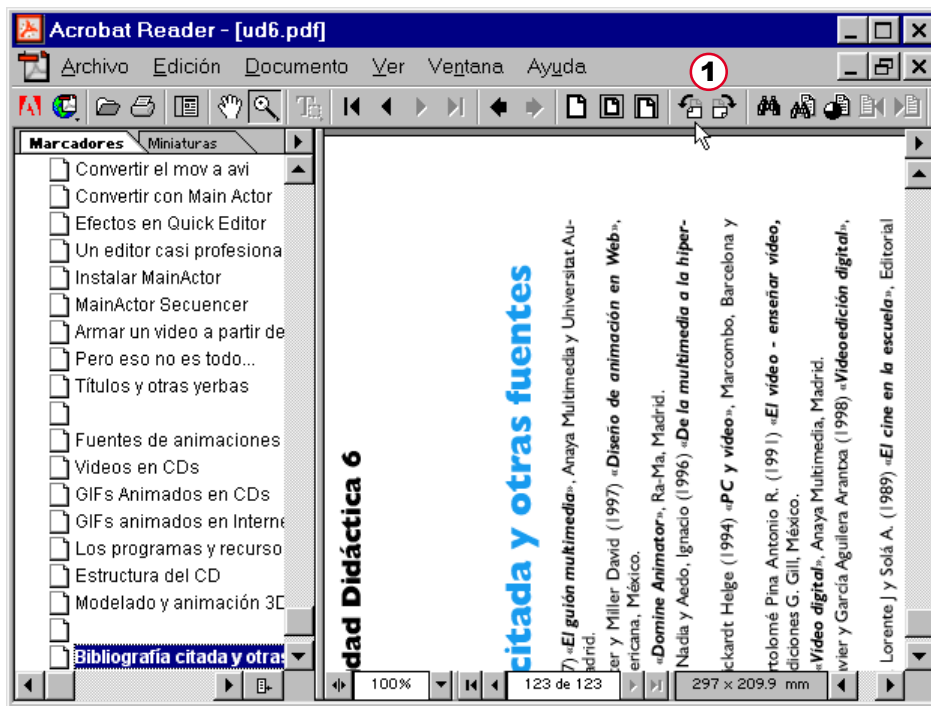 Acrobat Reader - [ud6.pdf]
Archivo Edición Documento Ver Ventana Ayuda
1
Marcadores Miniaturas
Convertir el mov a avi
Convertir con Main Actor
Efectos en Quick Editor
Un editor casi profesiona
Instalar MainActor
MainActor Secuencer
Armar un video a partir de
Pero eso no es todo...
Títulos y otras yerbas
Fuentes de animaciones
Videos en CDs
GIFs Animados en CDs
GIFs animados en Interne
Los programas y recurso
Estructura del CD
Modelado y animación 3D
Bibliografía citada y otras
dad Didáctica 6
citada y otras fuentes
7) «El guión multimedia», Anaya Multimedia y Universitat Au-
adrid.
ker y Miller David (1997) «Diseño de animación en Web»,
ericana, México.
«Domine Animator», Ra-Ma, Madrid.
Nadia y Aedo, Ignacio (1996) «De la multimedia a la hiper-
ckardt Helge (1994) «PC y vídeo», Marcombo, Barcelona y
rtolomé Pina Antonio R. (1991) «El vídeo - enseñar vídeo,
diciones G. Gill, México.
«Video digital», Anaya Multimedia, Madrid.
avier y García Aguilera Arantxa (1998) «Videoedición digital»,
Lorente J y Solá A. (1989) «El cine en la escuela», Editorial
100% 123 de 123 297 x 209.9 mm